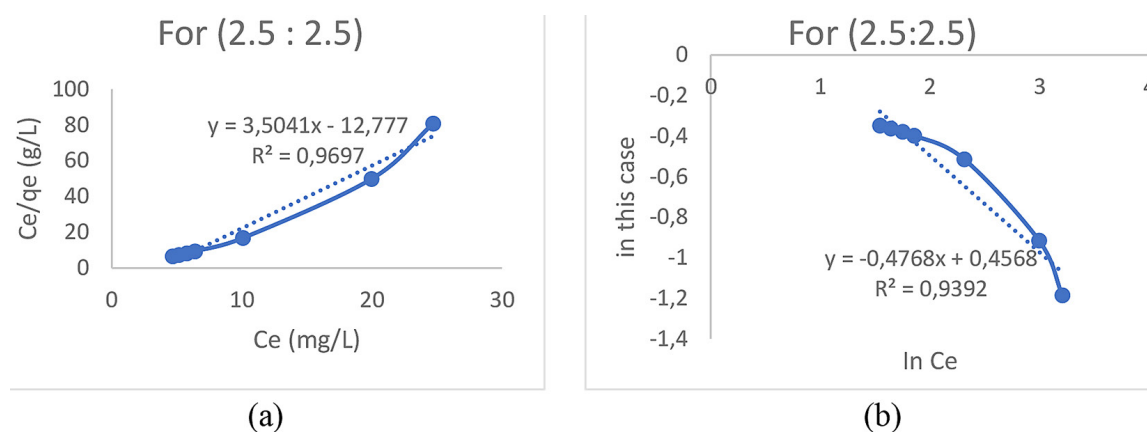 For (2.5 : 2.5)
100
80
60
40
20
0
Ce/qe (g/L)
y = 3,5041x - 12,777
R² = 0,9697
0 10 20 30
Ce (mg/L)
(a)
For (2.5:2.5)
0
-0,2
-0,4
-0,6
-0,8
-1
-1,2
-1,4
in this case
0 1 2 3 4
y = -0,4768x + 0,4568
R² = 0,9392
ln Ce
(b)